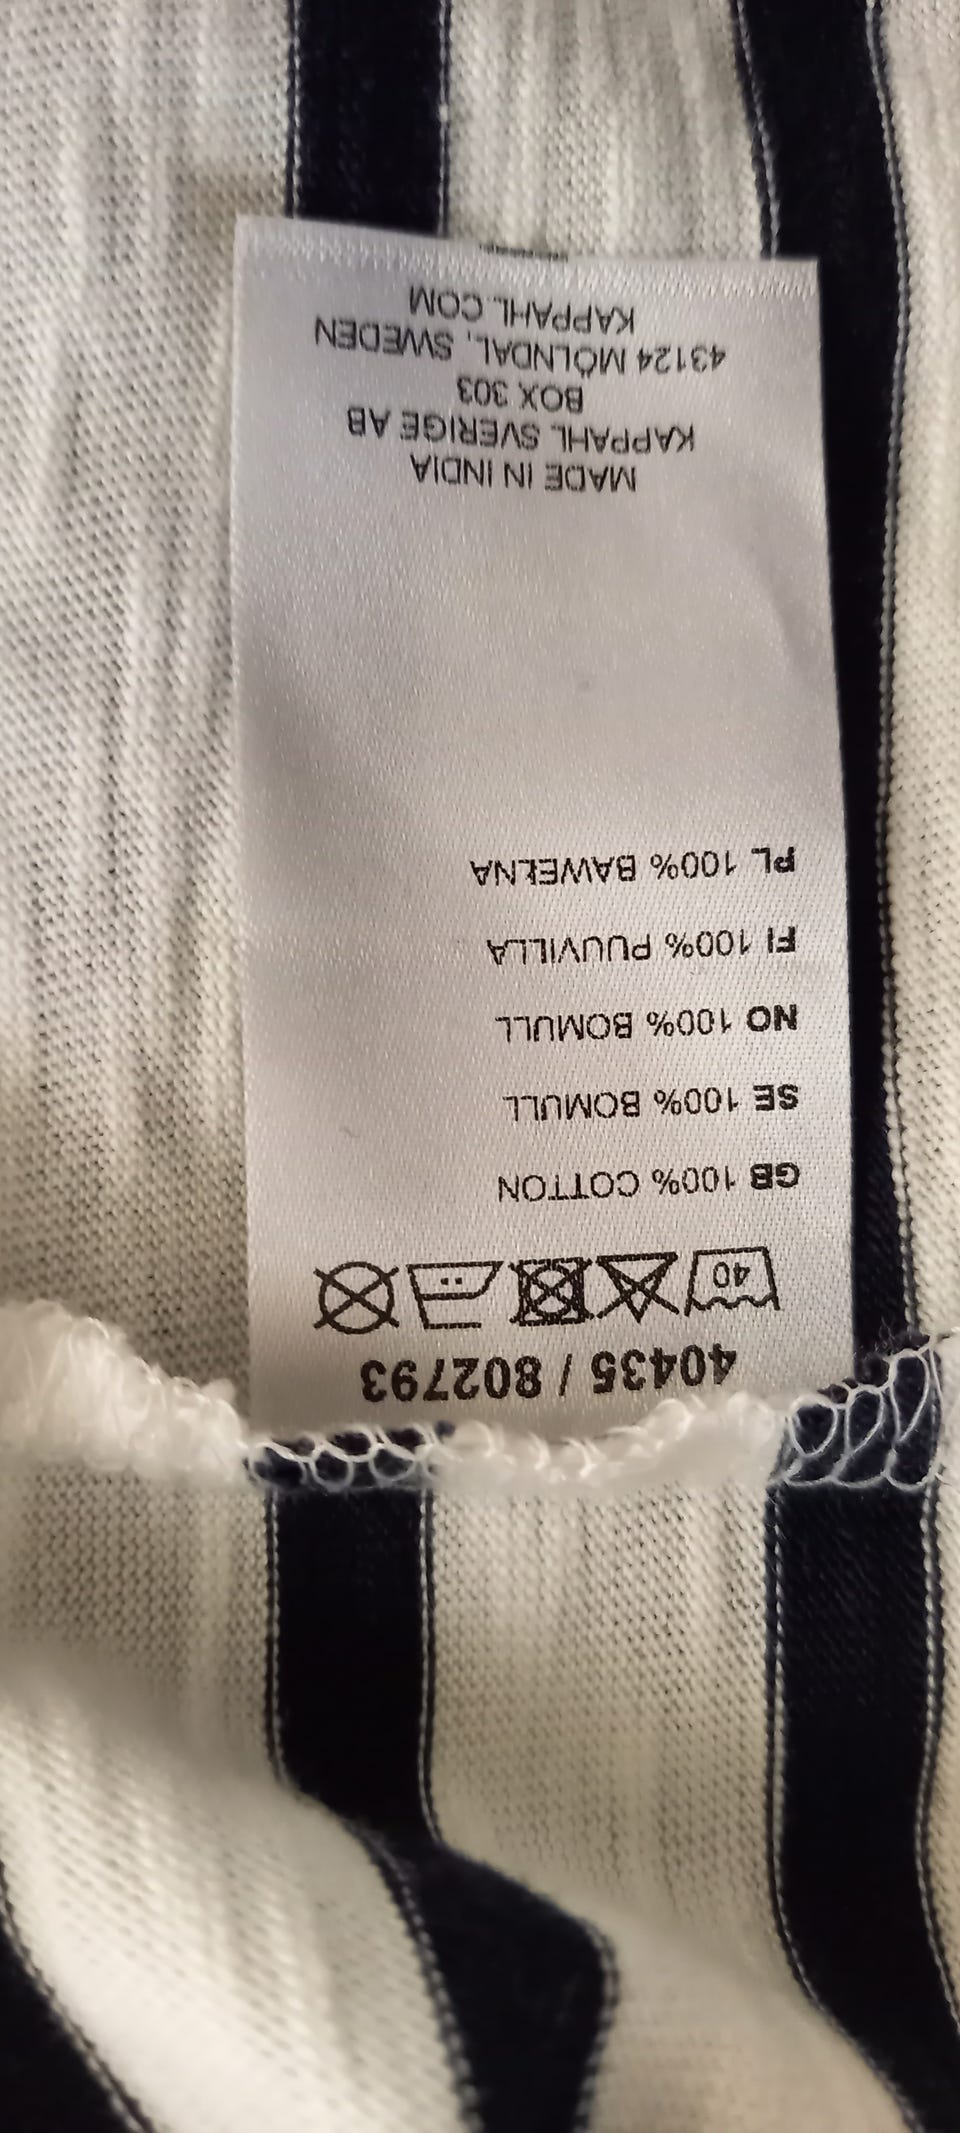 40435 / 802793
40
GB 100% COTTON
SE 100% BOMULL
NO 100% BOMULL
FI 100% PUUVILLA
PL 100% BAWEŁNA
MADE IN INDIA
KAPPAHL SVERIGE AB
BOX 303
43124 MÖLNDAL, SWEDEN
KAPPAHL.COM